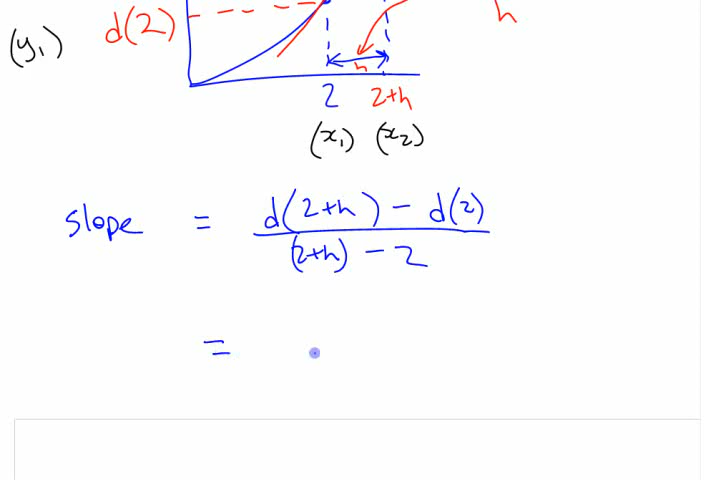 h
(y₁) d(2)
h
2 2+h
(x₁) (x₂)
slope = d(2+h) - d(2)
(2+h) - 2
=